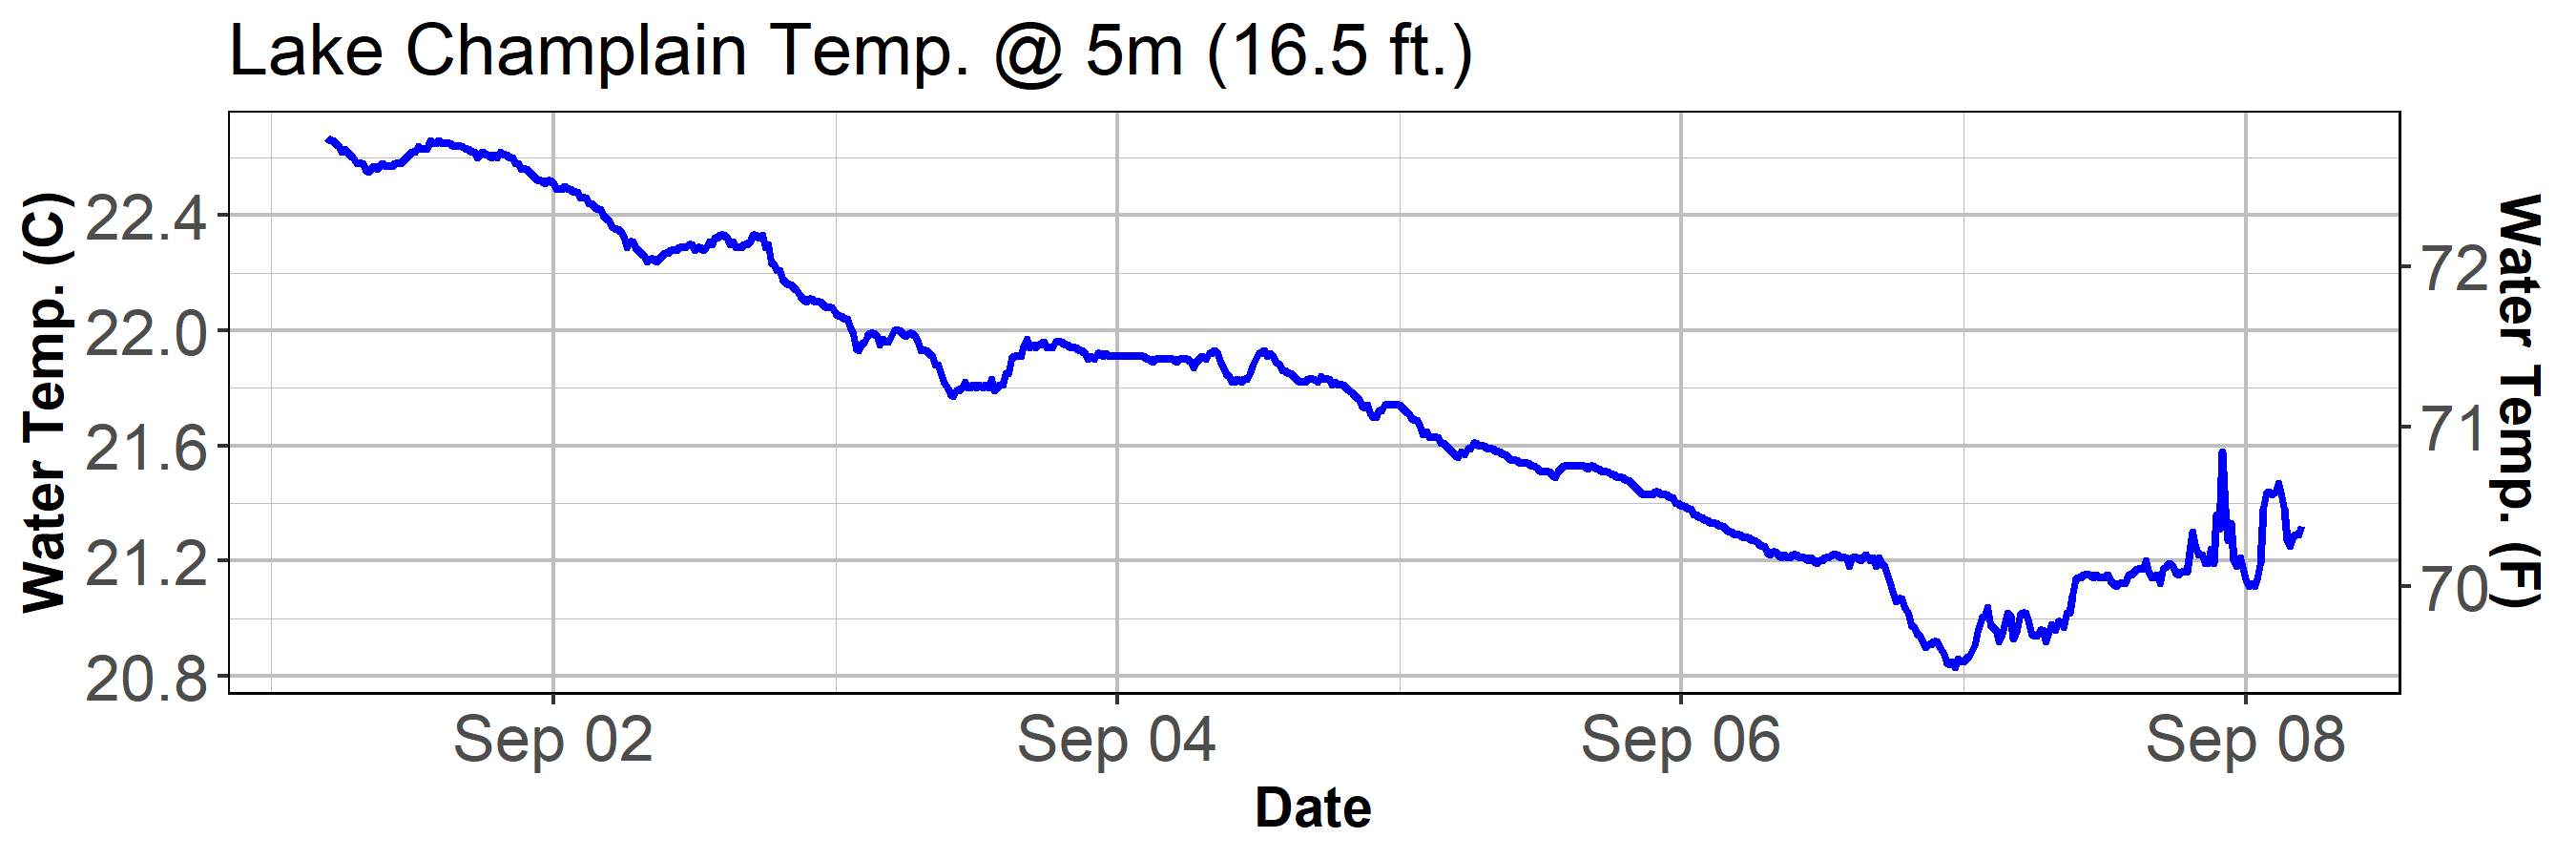 Lake Champlain Temp. @ 5m (16.5 ft.)
Water Temp. (C)
22.4
22.0
21.6
21.2
20.8
72
71
70
Water Temp. (F)
Sep 02
Sep 04
Sep 06
Sep 08
Date